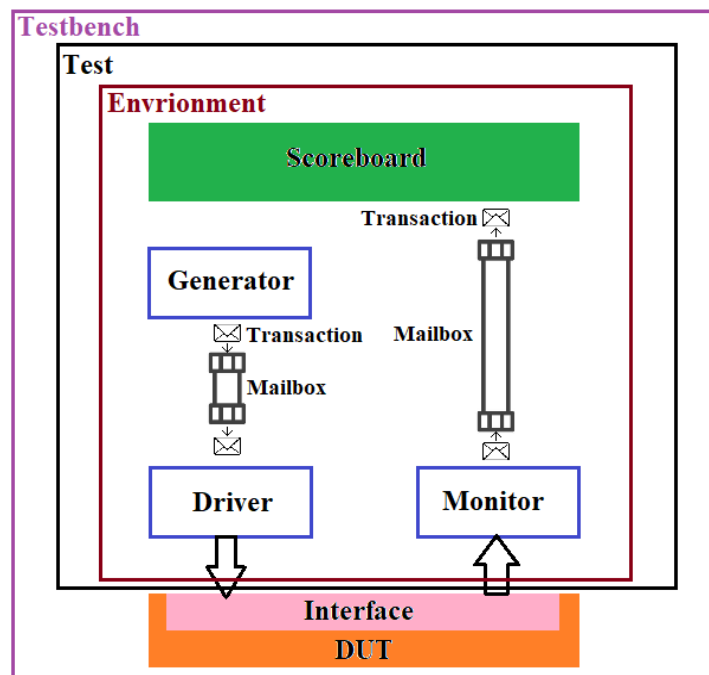 Testbench
Test
Envrionment
Scoreboard
Transaction
Generator
Transaction
Mailbox
Mailbox
Driver
Monitor
Interface
DUT